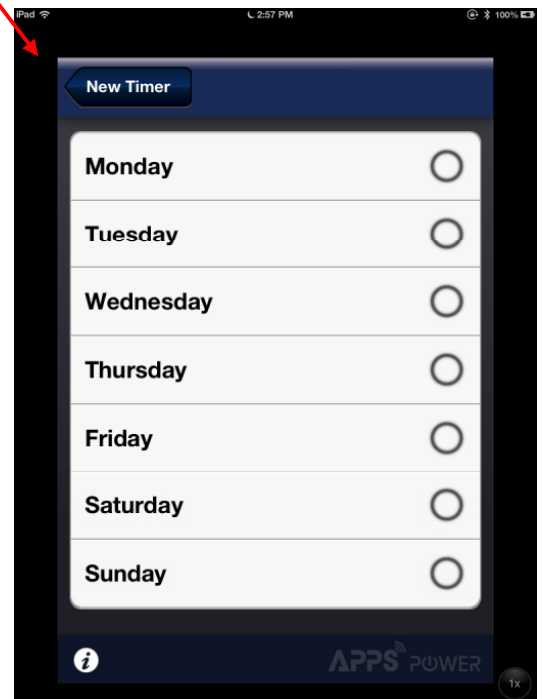 iPad 2:57 PM 100%
New Timer
Monday
Tuesday
Wednesday
Thursday
Friday
Saturday
Sunday
i APPS POWER
1x